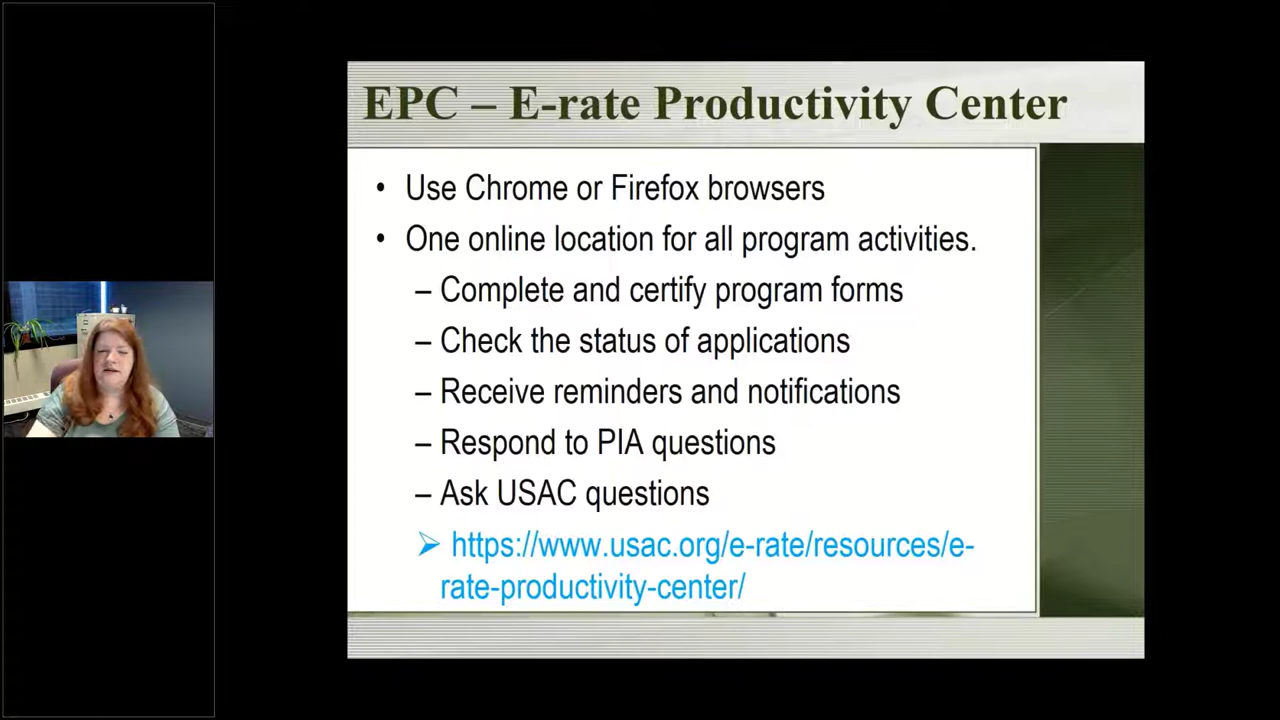 EPC – E-rate Productivity Center
• Use Chrome or Firefox browsers
• One online location for all program activities.
– Complete and certify program forms
– Check the status of applications
– Receive reminders and notifications
– Respond to PIA questions
– Ask USAC questions
➢ https://www.usac.org/e-rate/resources/e-
rate-productivity-center/